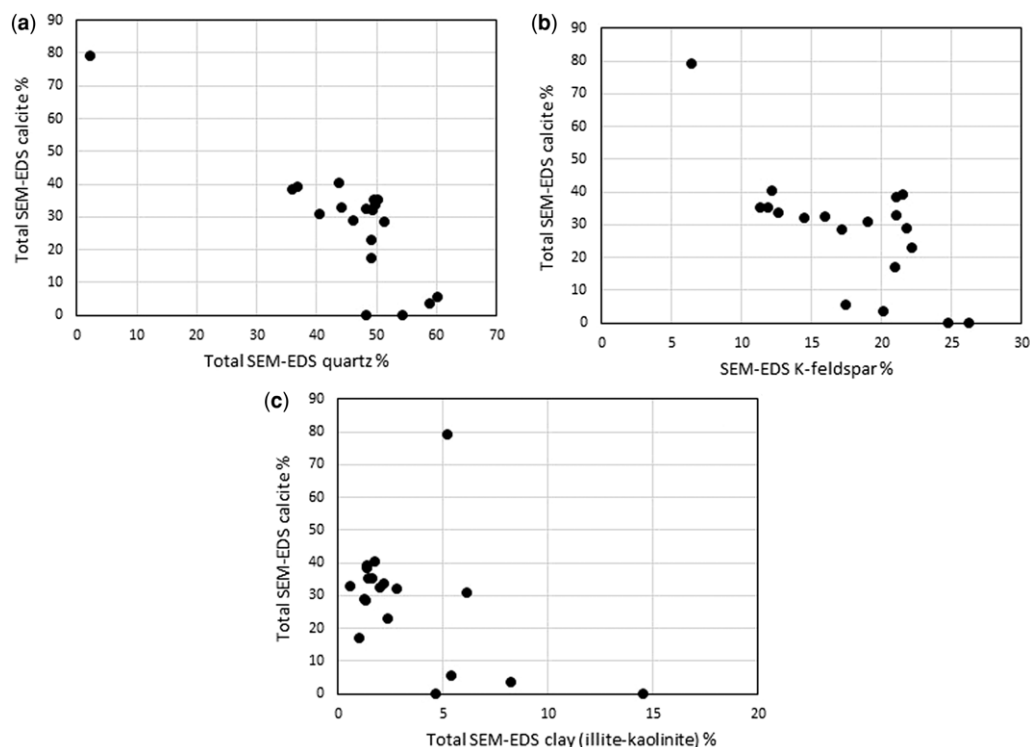 (a)
Total SEM-EDS calcite %
90
80
70
60
50
40
30
20
10
0
0 10 20 30 40 50 60 70
Total SEM-EDS quartz %
(b)
Total SEM-EDS calcite %
90
80
70
60
50
40
30
20
10
0
0 5 10 15 20 25 30
SEM-EDS K-feldspar %
(c)
Total SEM-EDS calcite %
90
80
70
60
50
40
30
20
10
0
0 5 10 15 20
Total SEM-EDS clay (illite-kaolinite) %